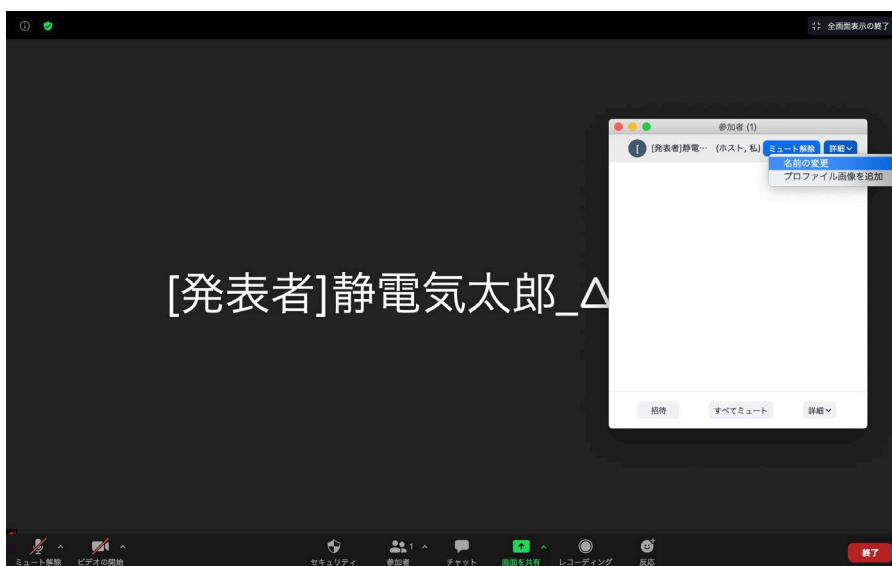 全画面表示の終了
参加者 (1)
[ [発表者]静電… (ホスト, 私) ミュート解除 詳細
名前の変更
プロファイル画像を追加
[発表者]静電気太郎_Δ
招待 すべてミュート 詳細
1
ミュート解除 ビデオの開始 セキュリティ 参加者 チャット 画面を共有 レコーディング 反応 終了